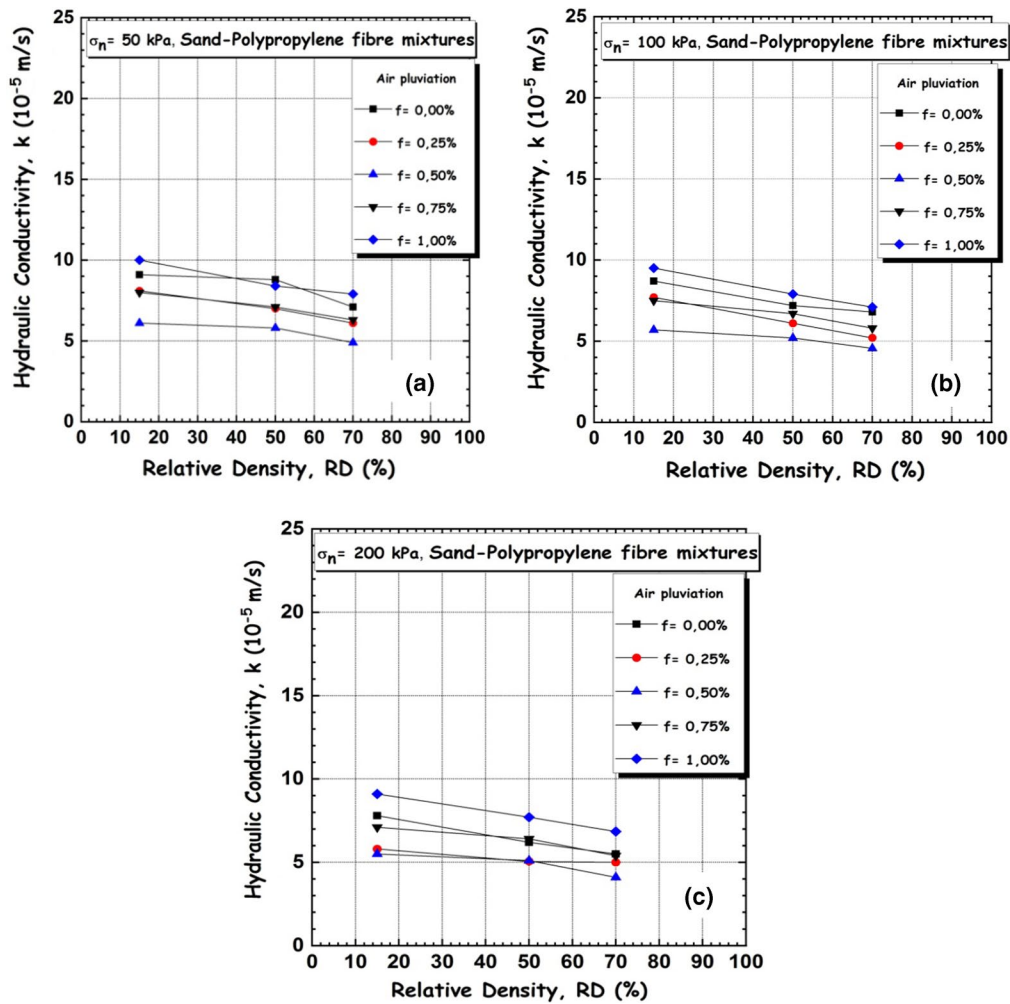 σn= 50 kPa, Sand-Polypropylene fibre mixtures
Air pluviation
f= 0,00%
f= 0,25%
f= 0,50%
f= 0,75%
f= 1,00%
25
20
15
10
5
0
Hydraulic Conductivity, k (10⁻⁵ m/s)
(a)
0 10 20 30 40 50 60 70 80 90 100
Relative Density, RD (%)
σn= 100 kPa, Sand-Polypropylene fibre mixtures
Air pluviation
f= 0,00%
f= 0,25%
f= 0,50%
f= 0,75%
f= 1,00%
25
20
15
10
5
0
Hydraulic Conductivity, k (10⁻⁵ m/s)
(b)
0 10 20 30 40 50 60 70 80 90 100
Relative Density, RD (%)
σn= 200 kPa, Sand-Polypropylene fibre mixtures
Air pluviation
f= 0,00%
f= 0,25%
f= 0,50%
f= 0,75%
f= 1,00%
25
20
15
10
5
0
Hydraulic Conductivity, k (10⁻⁵ m/s)
(c)
0 10 20 30 40 50 60 70 80 90 100
Relative Density, RD (%)